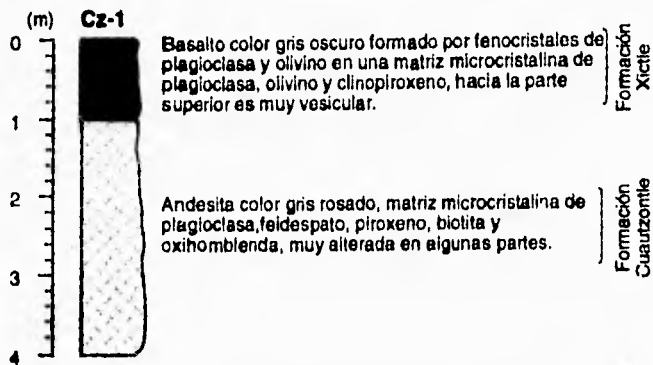 (m) Cz-1
0
Basalto color gris oscuro formado por fenocristales de
plagioclasa y olivino en una matriz microcristalina de
plagioclasa, olivino y clinopiroxeno, hacia la parte
superior es muy vesicular.
Formación
Xictle
1
2
Andesita color gris rosado, matriz microcristalina de
plagioclasa,feldespato, piroxeno, biotita y
oxihornblenda, muy alterada en algunas partes.
Formación
Cuautzontle
3
4